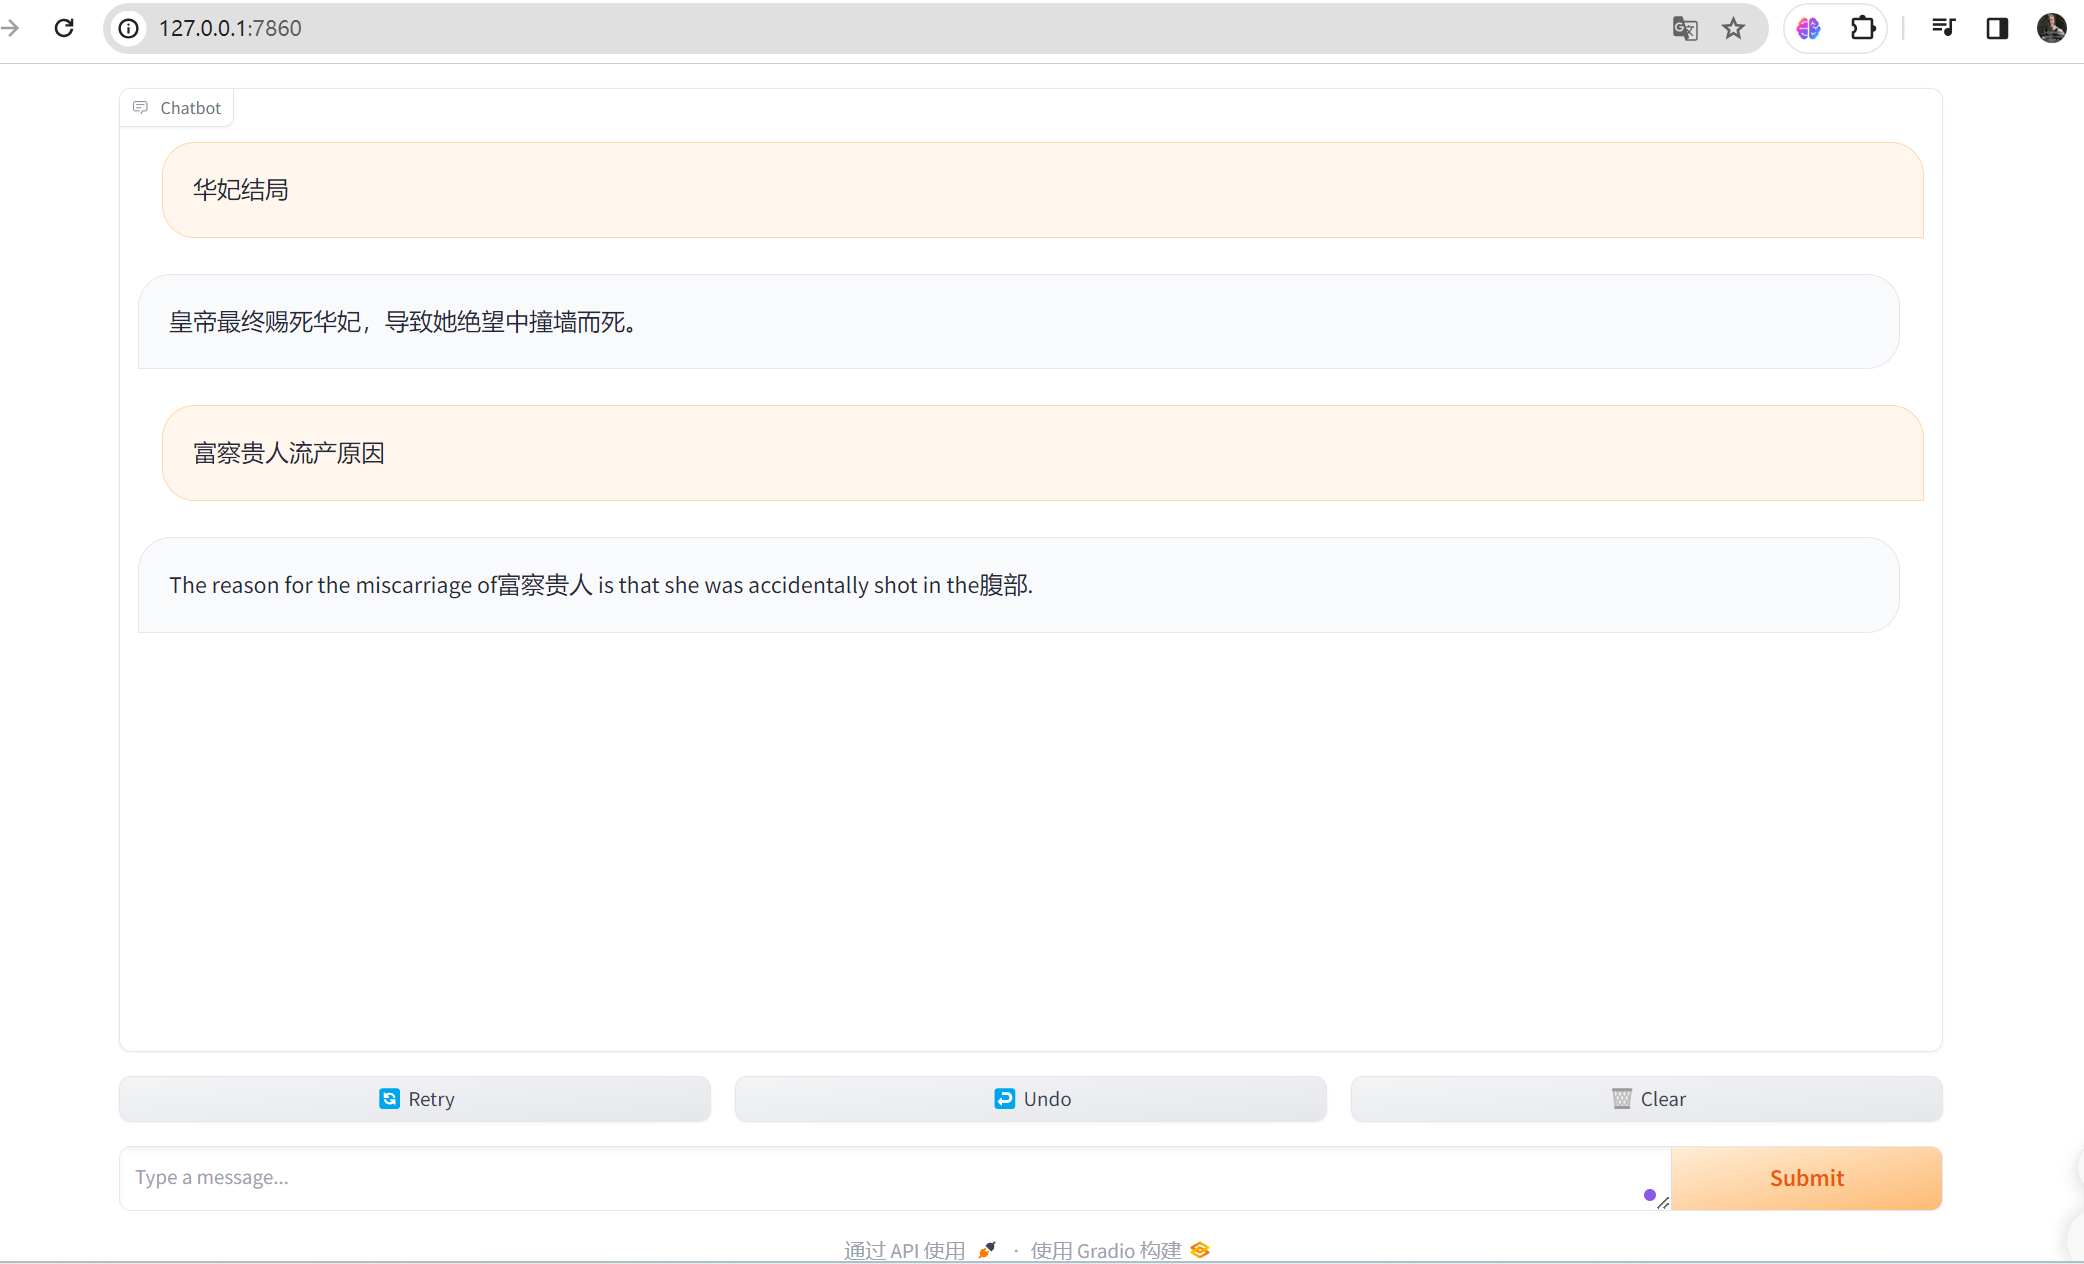 127.0.0.1:7860
Chatbot
华妃结局
皇帝最终赐死华妃，导致她绝望中撞墙而死。
富察贵人流产原因
The reason for the miscarriage of富察贵人 is that she was accidentally shot in the腹部.
Retry
Undo
Clear
Type a message...
Submit
通过 API 使用 · 使用 Gradio 构建